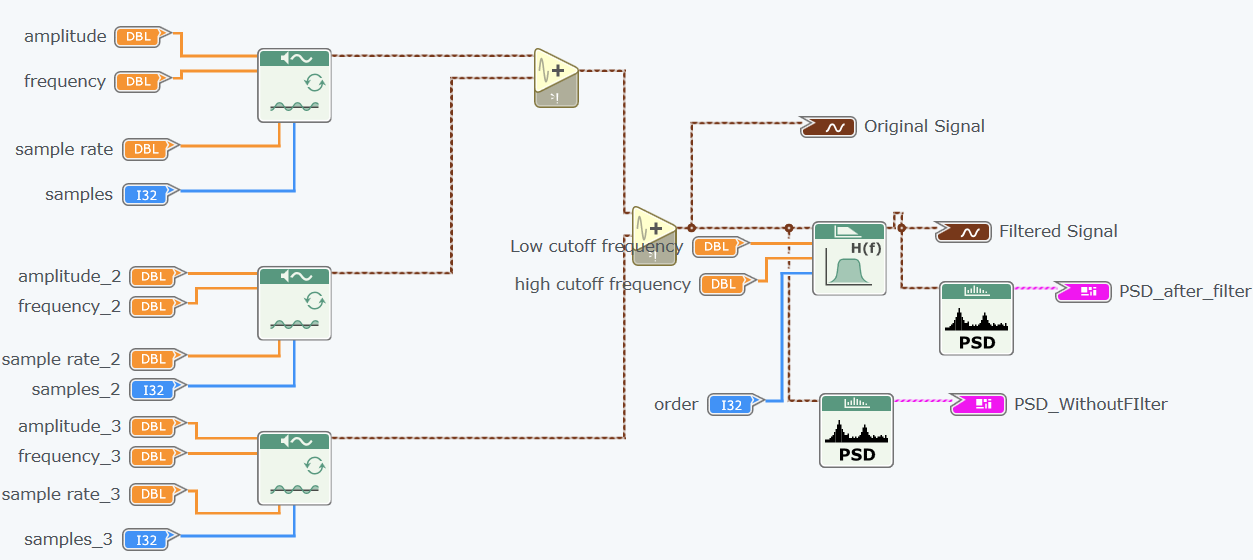 amplitude DBL
frequency DBL
sample rate DBL
samples I32
Original Signal
Low cutoff frequency DBL
H(f)
Filtered Signal
high cutoff frequency DBL
amplitude_2 DBL
frequency_2 DBL
PSD_after_filter
PSD
sample rate_2 DBL
samples_2 I32
order I32
PSD_WithoutFIlter
PSD
amplitude_3 DBL
frequency_3 DBL
sample rate_3 DBL
samples_3 I32